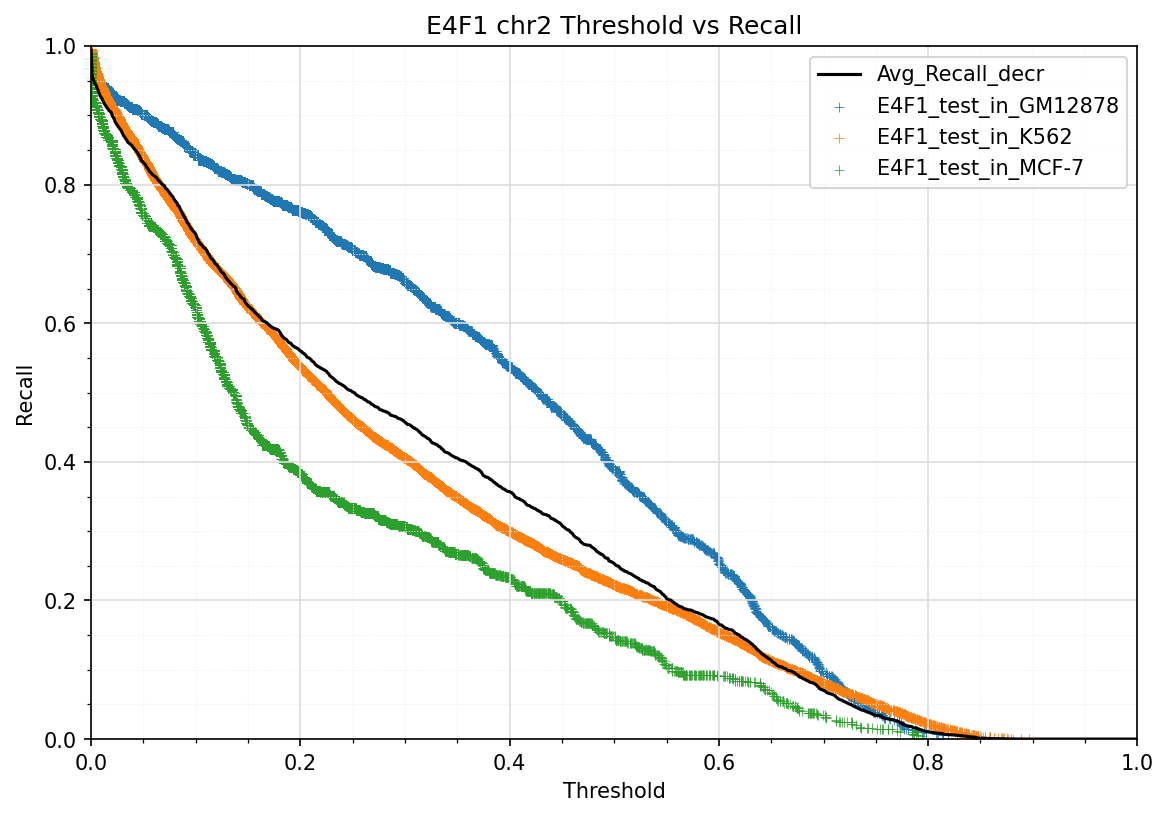 E4F1 chr2 Threshold vs Recall
Avg_Recall_decr
E4F1_test_in_GM12878
E4F1_test_in_K562
E4F1_test_in_MCF-7
Recall
1.0
0.8
0.6
0.4
0.2
0.0
0.0 0.2 0.4 0.6 0.8 1.0
Threshold